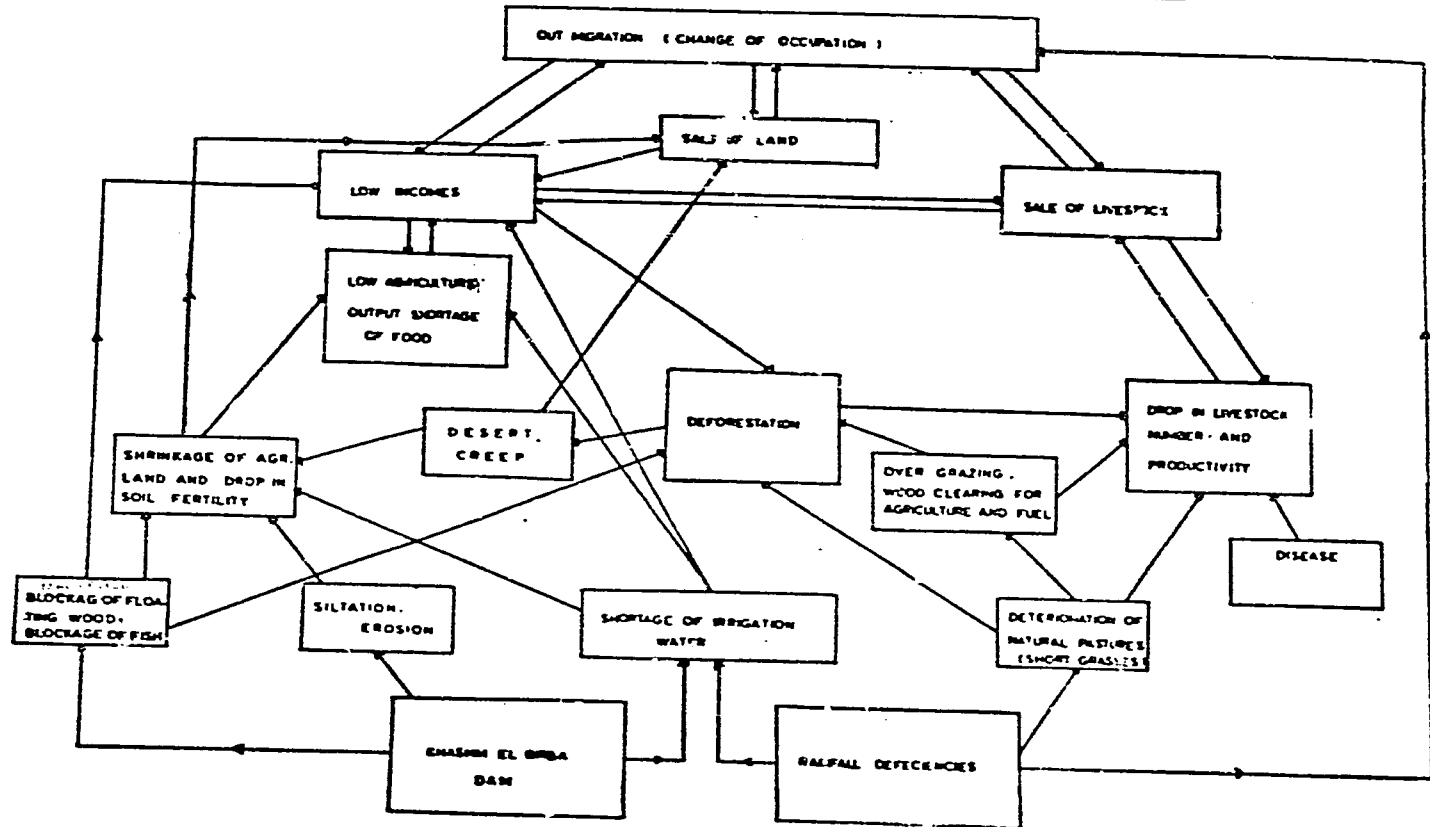 OUT MIGRATION ( CHANGE OF OCCUPATION )
SALE OF LAND
LOW INCOMES
SALE OF LIVESTOCK
LOW AGRICULTURAL
OUTPUT SHORTAGE
OF FOOD
DEFORESTATION
DROP IN LIVESTOCK
NUMBER. AND
PRODUCTIVITY
DESERT.
CREEP
SHRINKAGE OF AGR.
LAND AND DROP IN
SOIL FERTILITY
OVER GRAZING.
WOOD CLEARING FOR
AGRICULTURE AND FUEL
DISEASE
BLOCKAG OF FLOA
TING WOOD.
BLOCKAGE OF FISH
SILTATION.
EROSION
SHORTAGE OF IRRIGATION
WATER
DETERIONATION OF
NATURAL PASTURES
(SHORT GRASSES)
EL
DAM
DEFECIENCIES